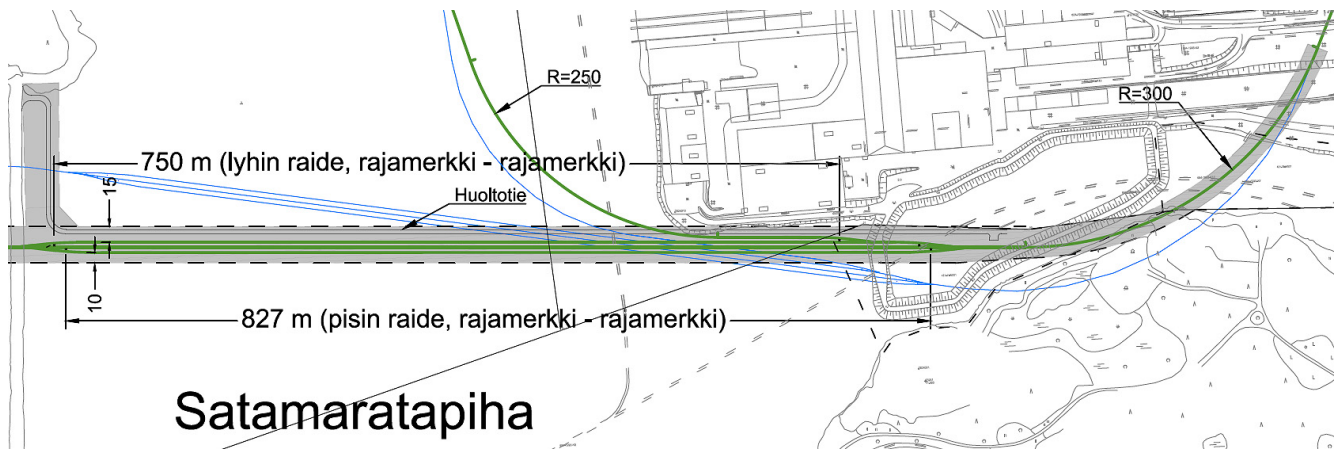 R=250
R=300
750 m (lyhin raide, rajamerkki - rajamerkki)
15
Huoltotie
10
827 m (pisin raide, rajamerkki - rajamerkki)
Satamaratapiha